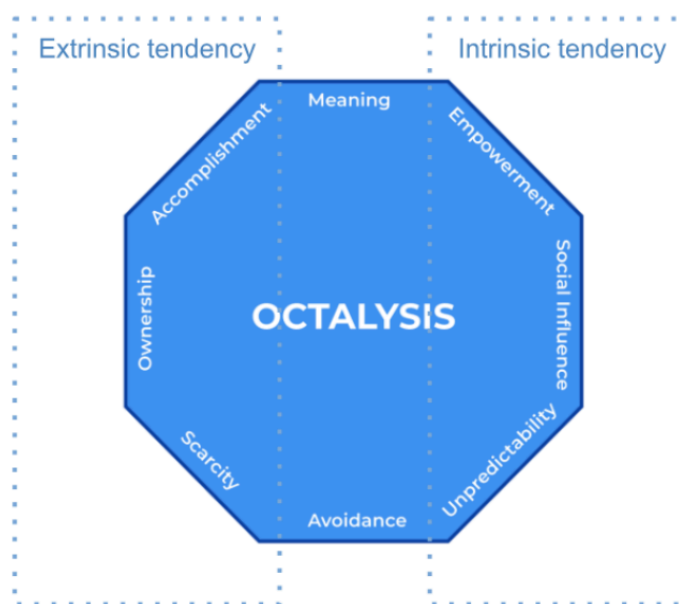 Extrinsic tendency
Intrinsic tendency
Meaning
Accomplishment
Empowerment
Ownership
OCTALYSIS
Social Influence
Scarcity
Unpredictability
Avoidance